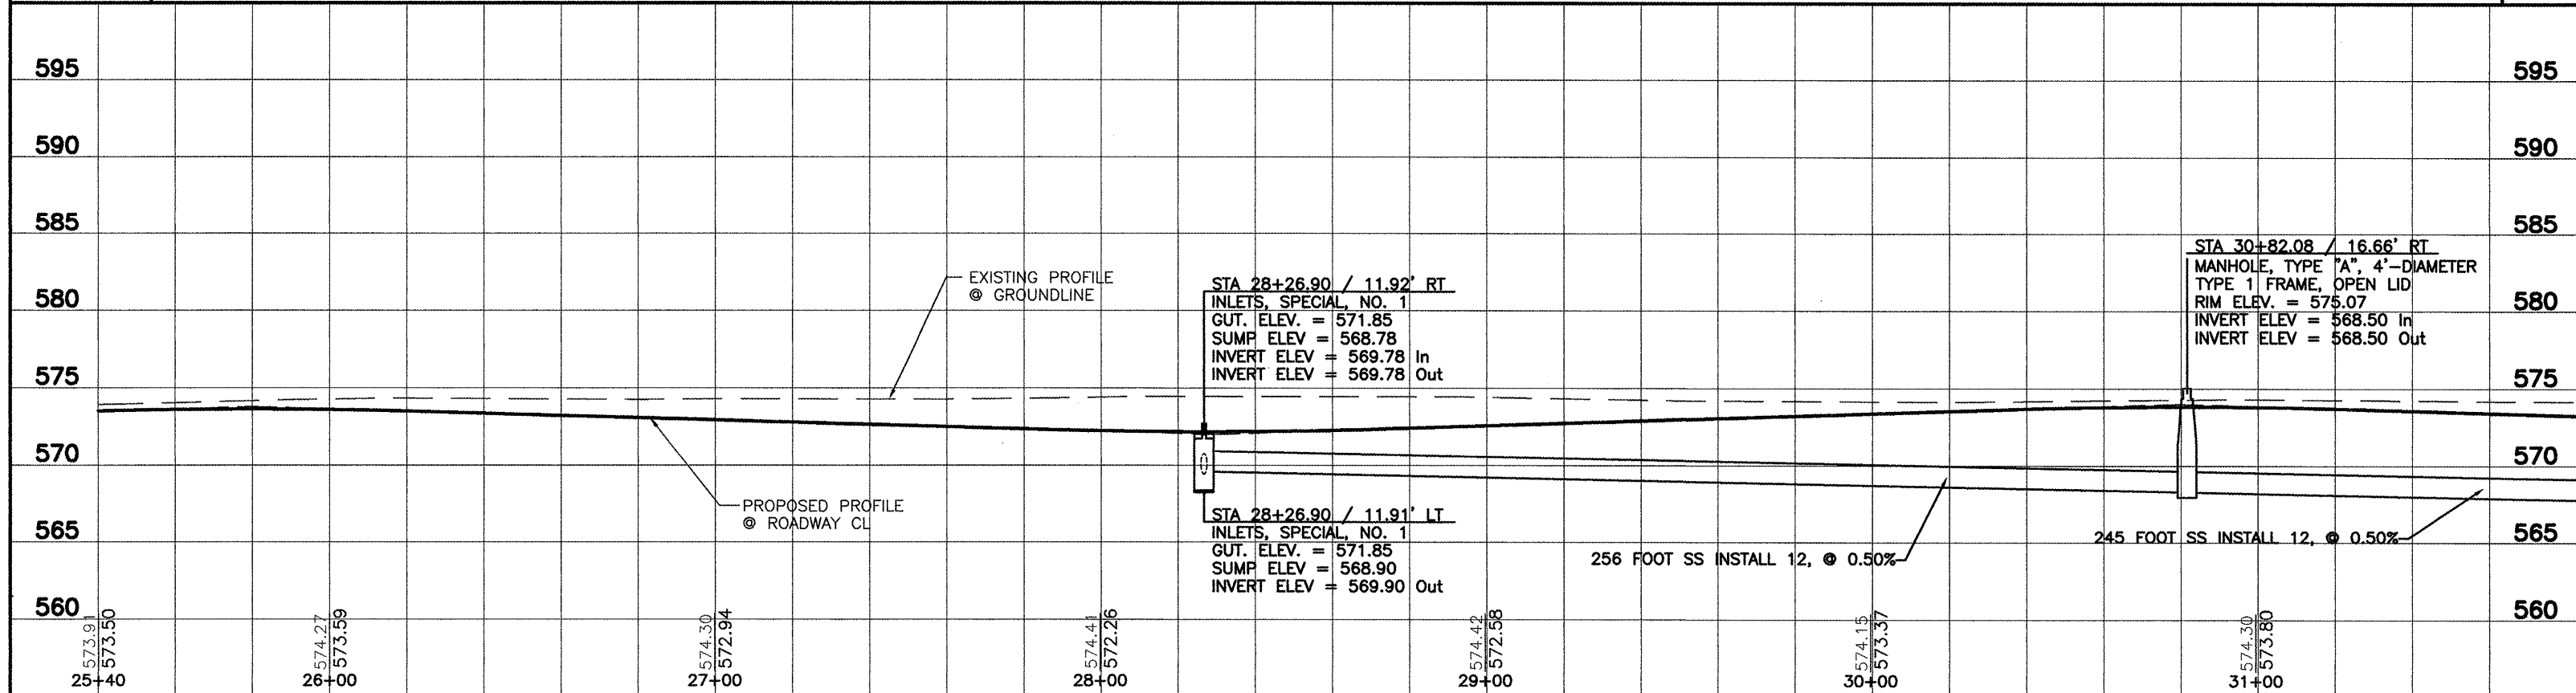 595
595
590
590
585
585
580
580
575
575
570
570
565
565
560
560
EXISTING PROFILE
@ GROUNDLINE
PROPOSED PROFILE
@ ROADWAY CL
STA 28+26.90 / 11.92' RT
INLETS, SPECIAL, NO. 1
GUT. ELEV. = 571.85
SUMP ELEV = 568.78
INVERT ELEV = 569.78 In
INVERT ELEV = 569.78 Out
STA 28+26.90 / 11.91' LT
INLETS, SPECIAL, NO. 1
GUT. ELEV. = 571.85
SUMP ELEV = 568.90
INVERT ELEV = 569.90 Out
STA 30+82.08 / 16.66' RT
MANHOLE, TYPE "A", 4'-DIAMETER
TYPE 1 FRAME, OPEN LID
RIM ELEV. = 575.07
INVERT ELEV = 568.50 In
INVERT ELEV = 568.50 Out
256 FOOT SS INSTALL 12, @ 0.50%
245 FOOT SS INSTALL 12, @ 0.50%
573.91
573.50
25+40
574.27
573.59
26+00
574.30
572.94
27+00
574.41
572.26
28+00
574.42
572.58
29+00
574.15
573.37
30+00
574.30
573.80
31+00